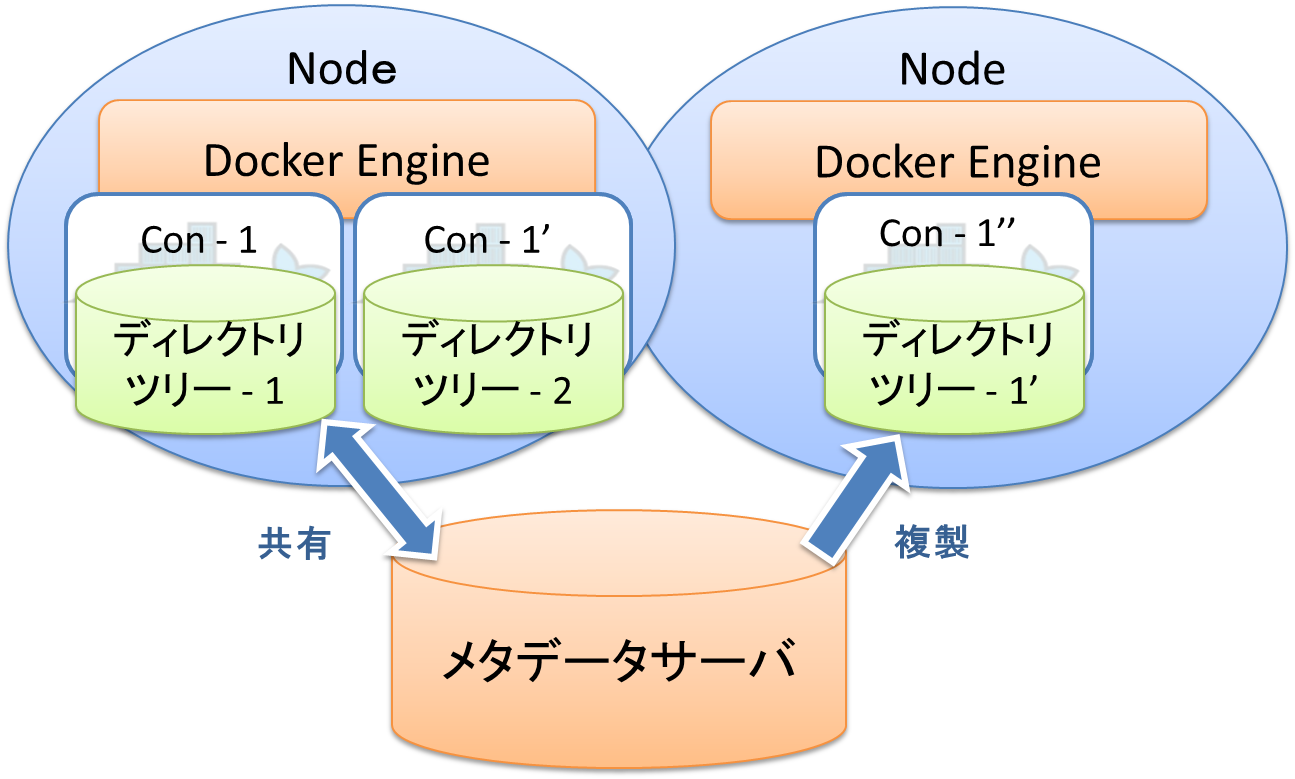 Node
Docker Engine
Con - 1
ディレクトリ
ツリー - 1
Con - 1’
ディレクトリ
ツリー - 2
Node
Docker Engine
Con - 1’’
ディレクトリ
ツリー - 1’
共有
複製
メタデータサーバ